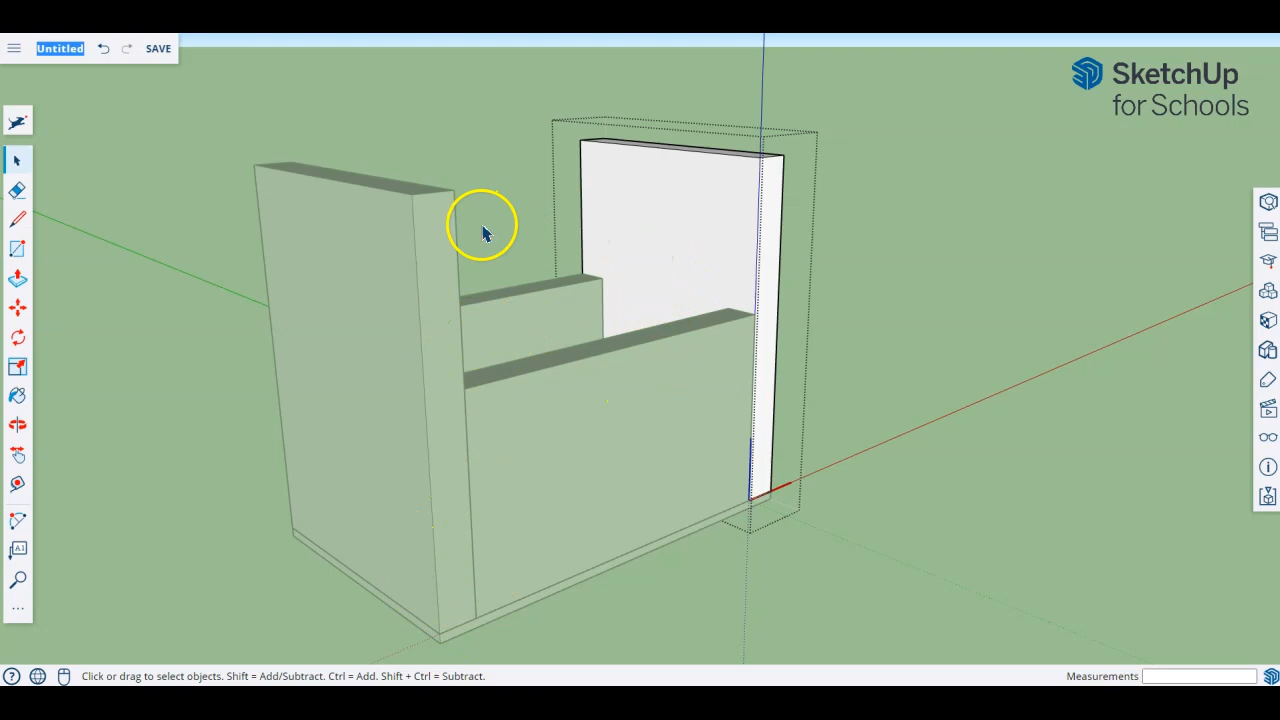 Untitled
SAVE
SketchUp
for Schools
A1
Click or drag to select objects. Shift = Add/Subtract. Ctrl = Add. Shift + Ctrl = Subtract.
Measurements